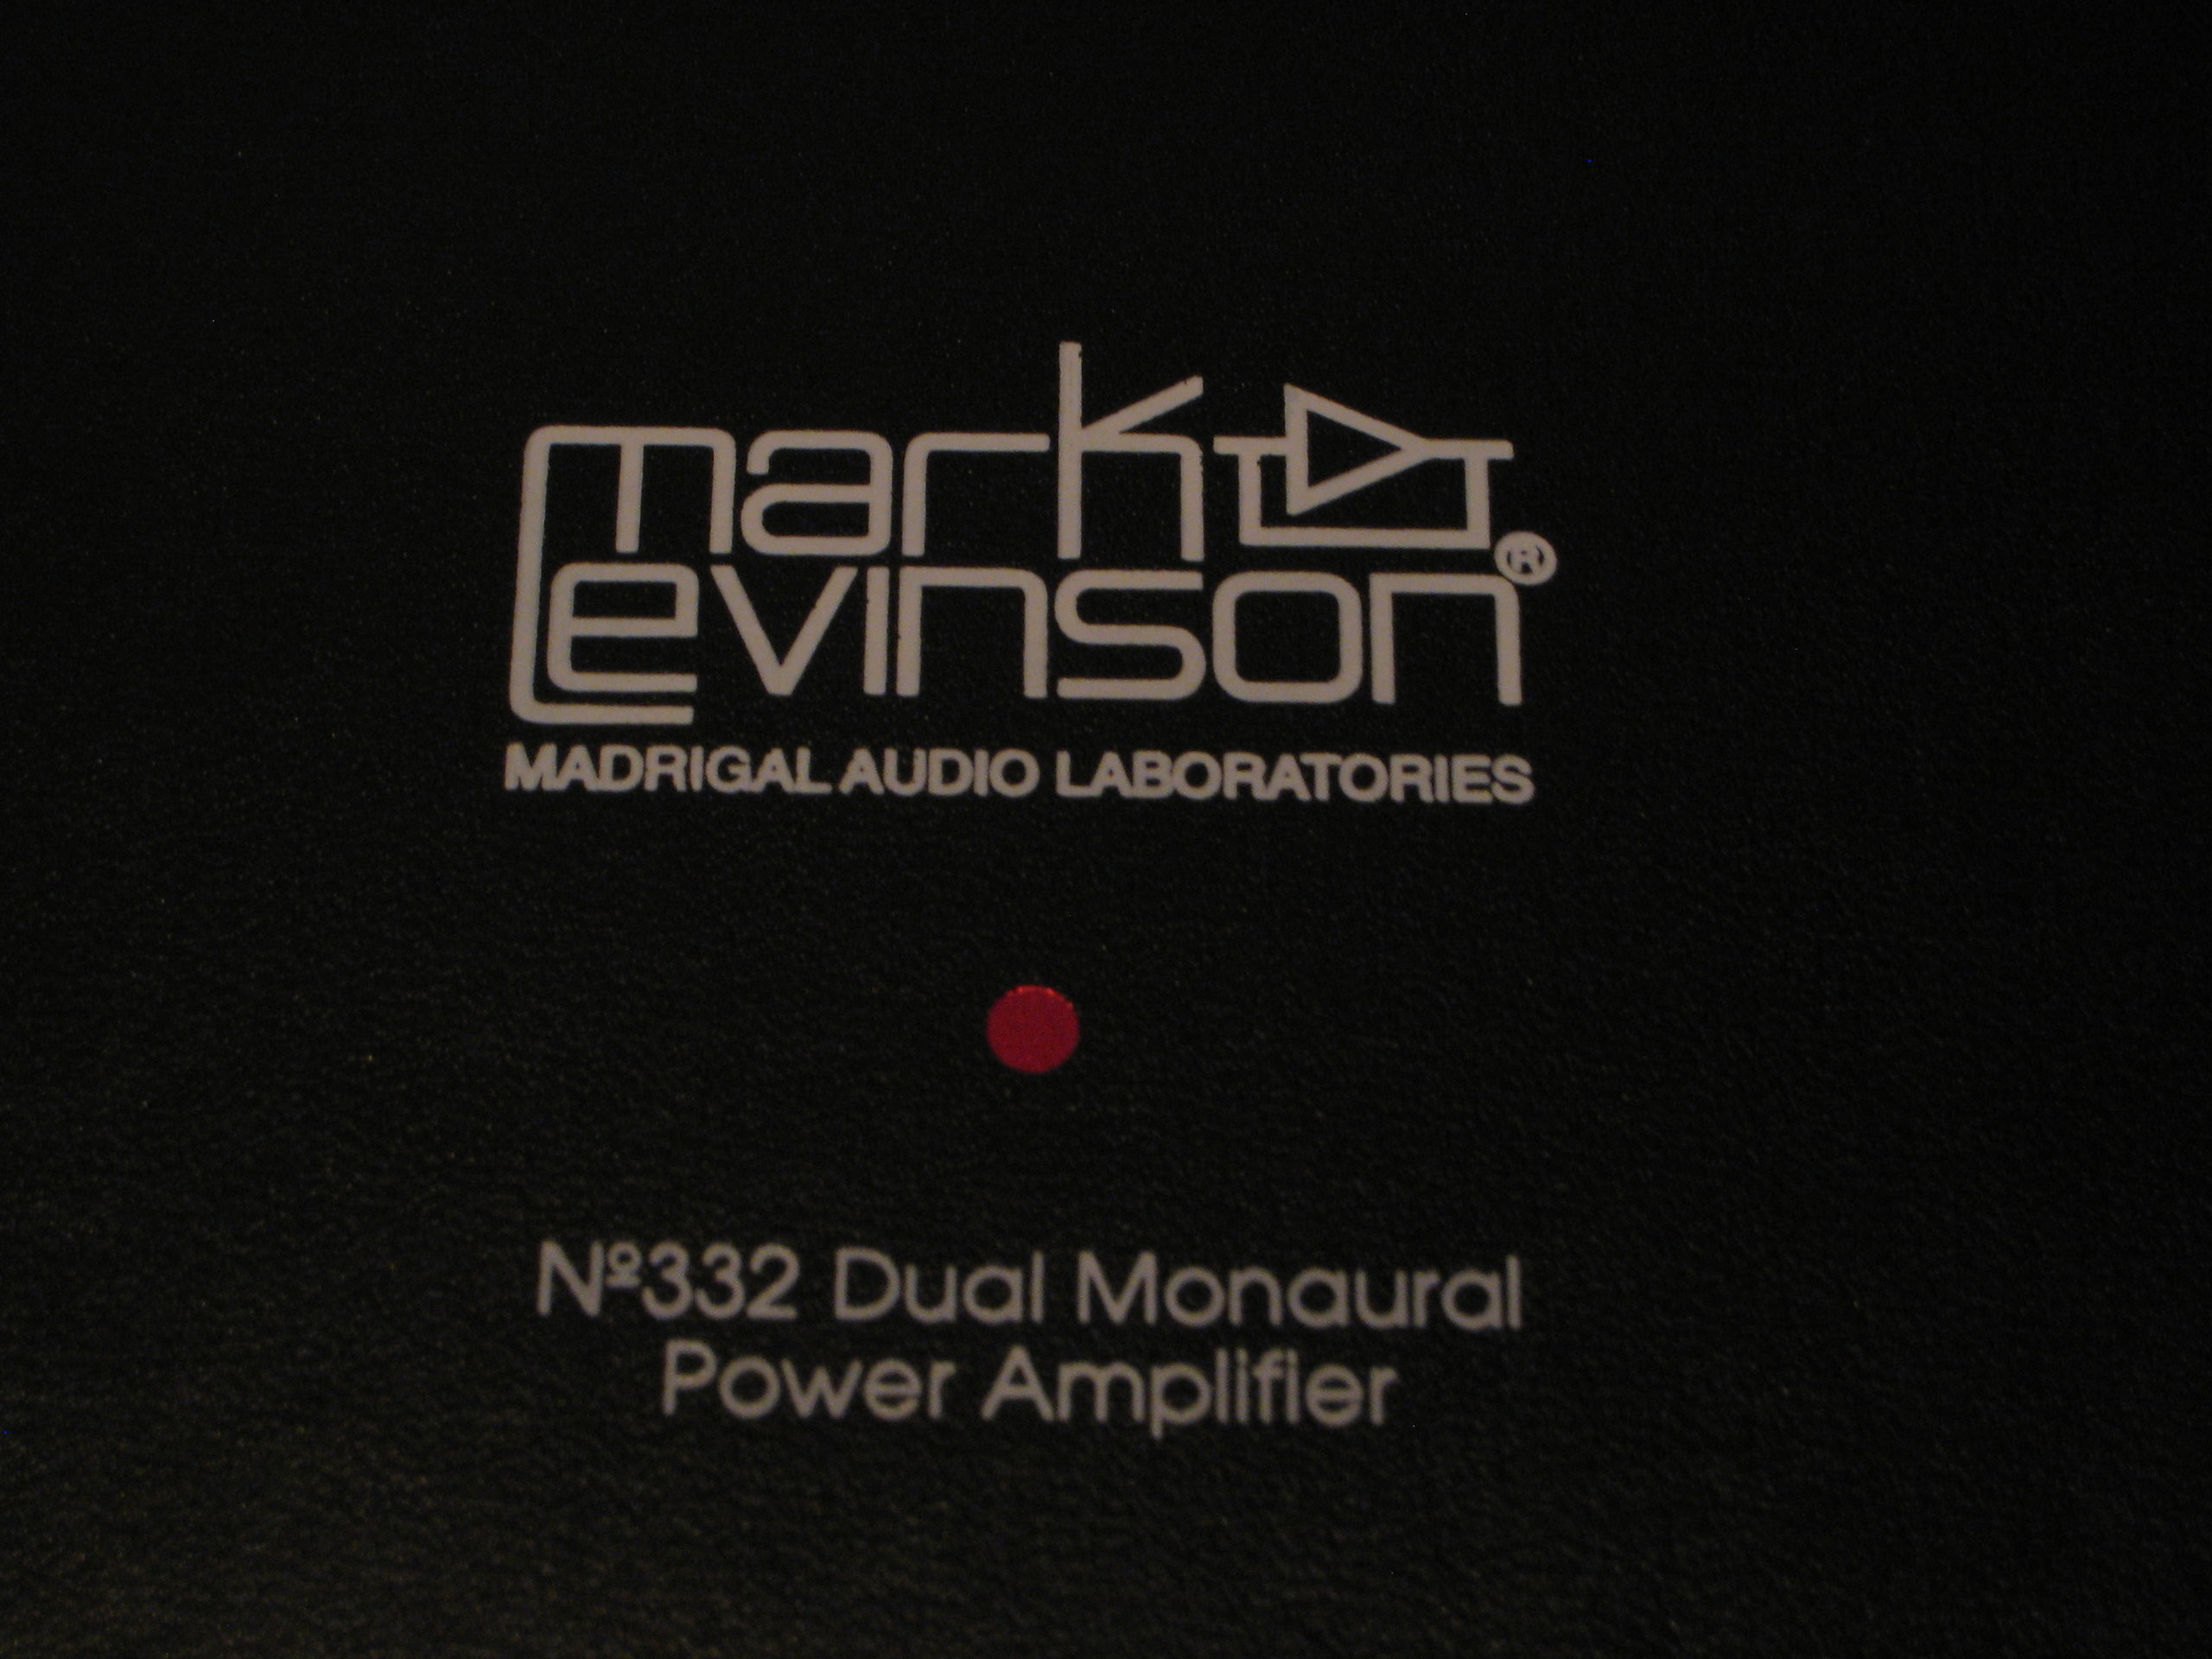 mark
levinson®
MADRIGAL AUDIO LABORATORIES
Nº332 Dual Monaural
Power Amplifier